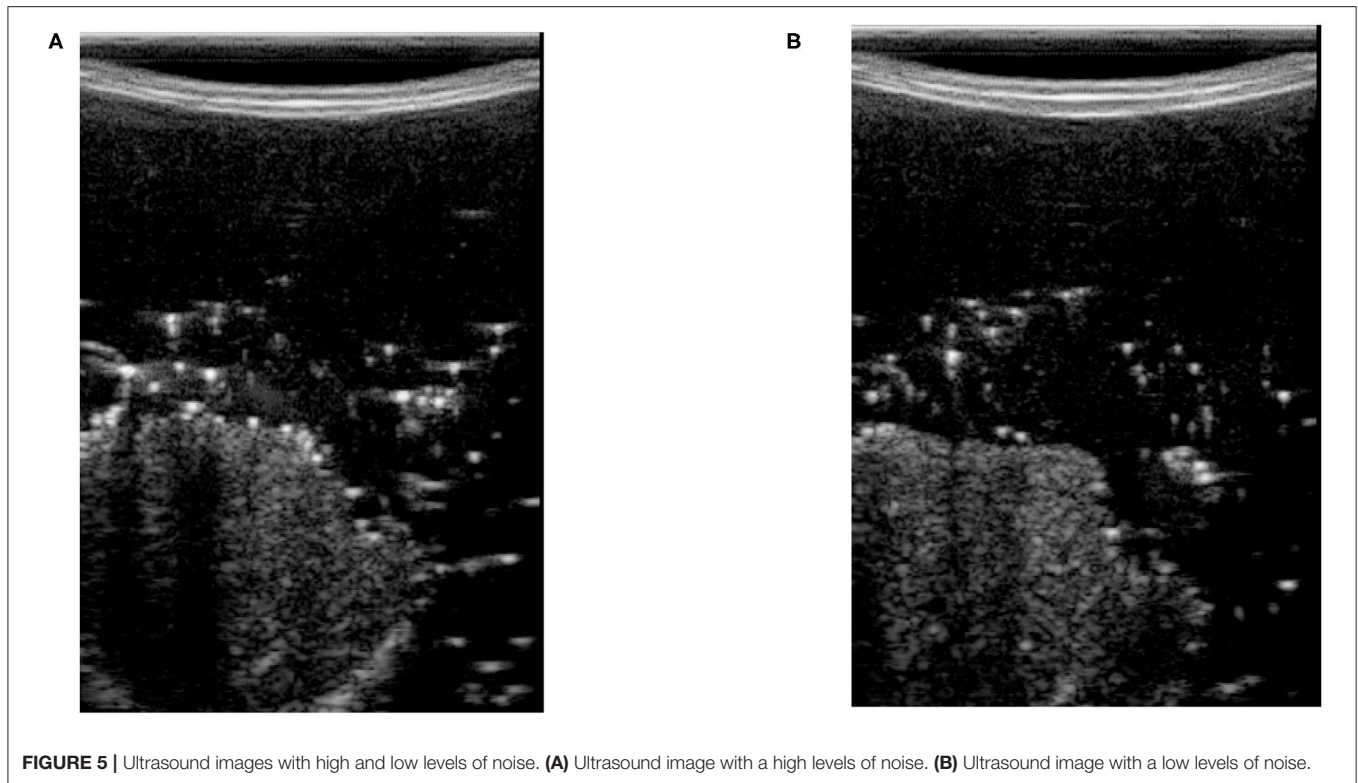 A
B
FIGURE 5 | Ultrasound images with high and low levels of noise. (A) Ultrasound image with a high levels of noise. (B) Ultrasound image with a low levels of noise.